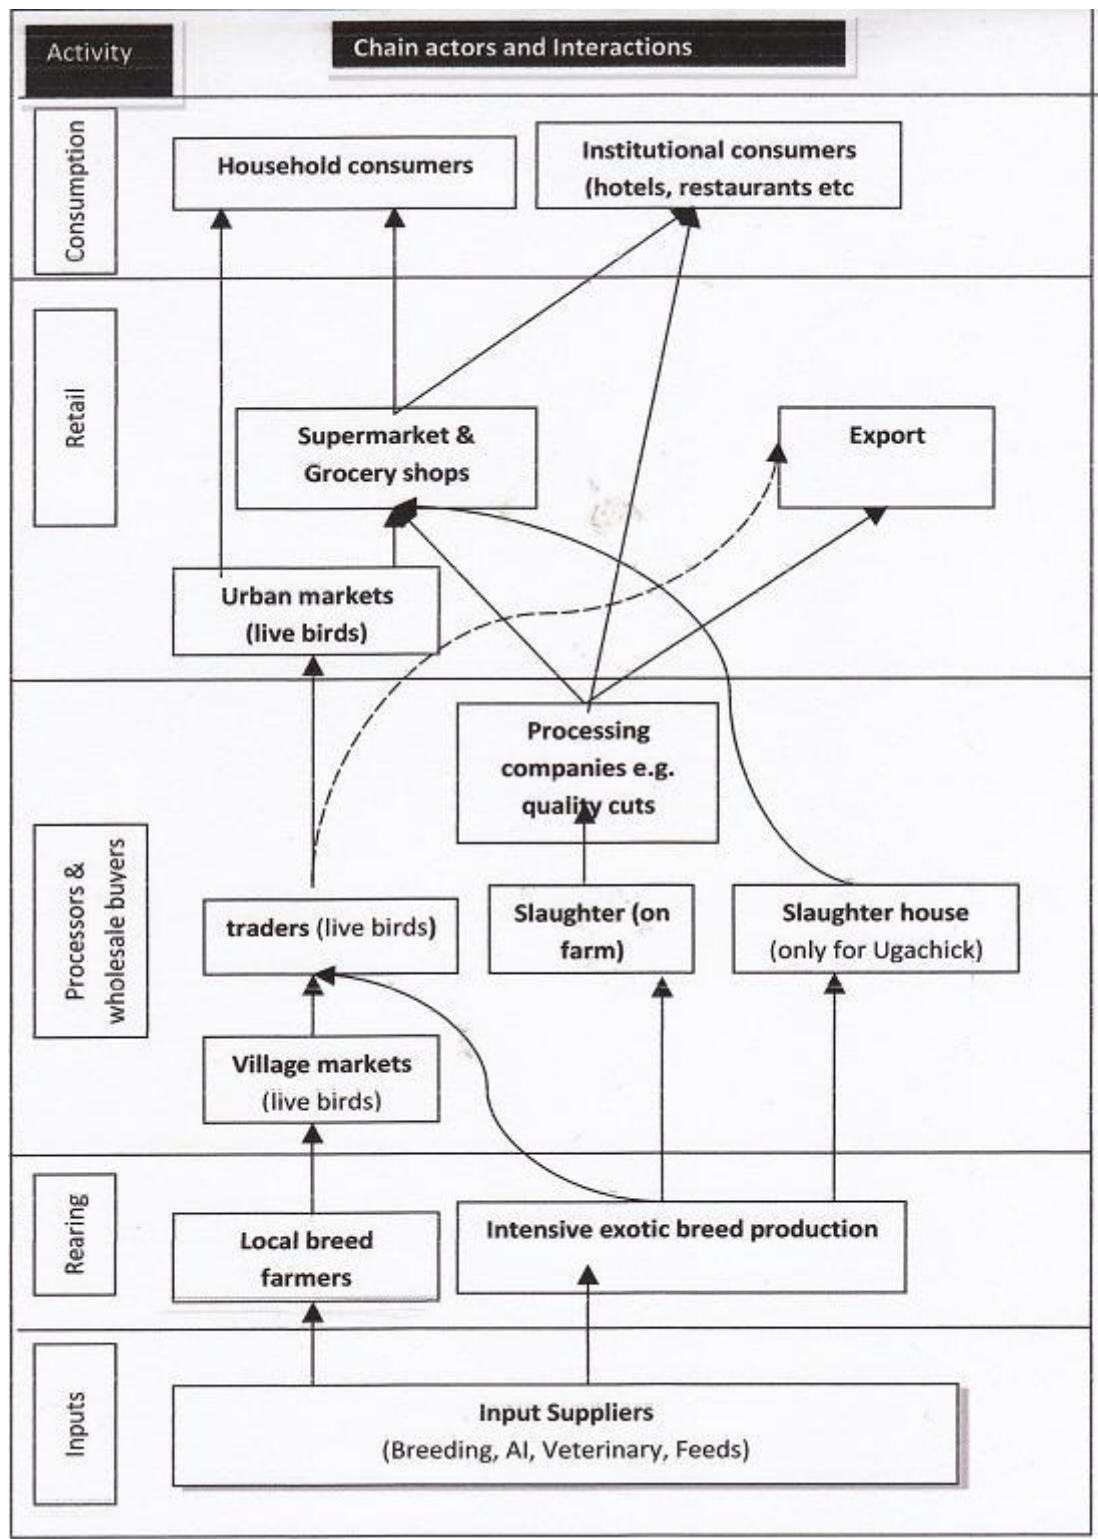 Activity
Chain actors and Interactions
Consumption
Household consumers
Institutional consumers
(hotels, restaurants etc
Retail
Supermarket &
Grocery shops
Export
Urban markets
(live birds)
Processors &
wholesale buyers
Processing
companies e.g.
quality cuts
traders (live birds)
Slaughter (on
farm)
Slaughter house
(only for Ugachick)
Village markets
(live birds)
Rearing
Local breed
farmers
Intensive exotic breed production
Inputs
Input Suppliers
(Breeding, AI, Veterinary, Feeds)